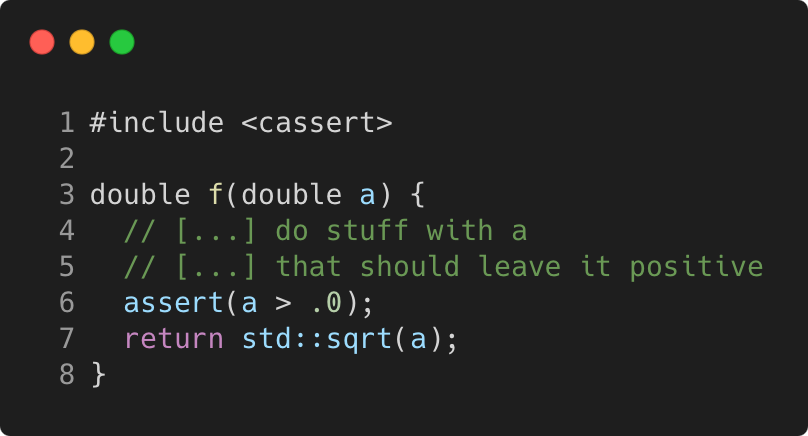 1 #include <cassert>
2
3 double f(double a) {
4   // [...] do stuff with a
5   // [...] that should leave it positive
6   assert(a > .0);
7   return std::sqrt(a);
8 }